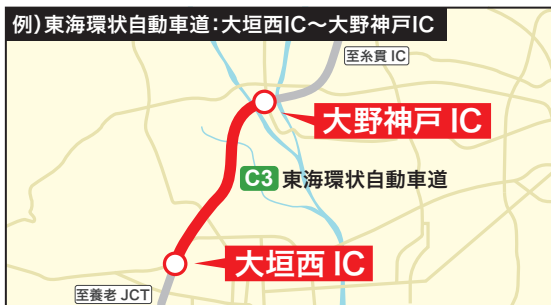 例)東海環状自動車道:大垣西IC～大野神戸IC
至糸貫 IC
大野神戸 IC
C3 東海環状自動車道
大垣西 IC
至養老 JCT